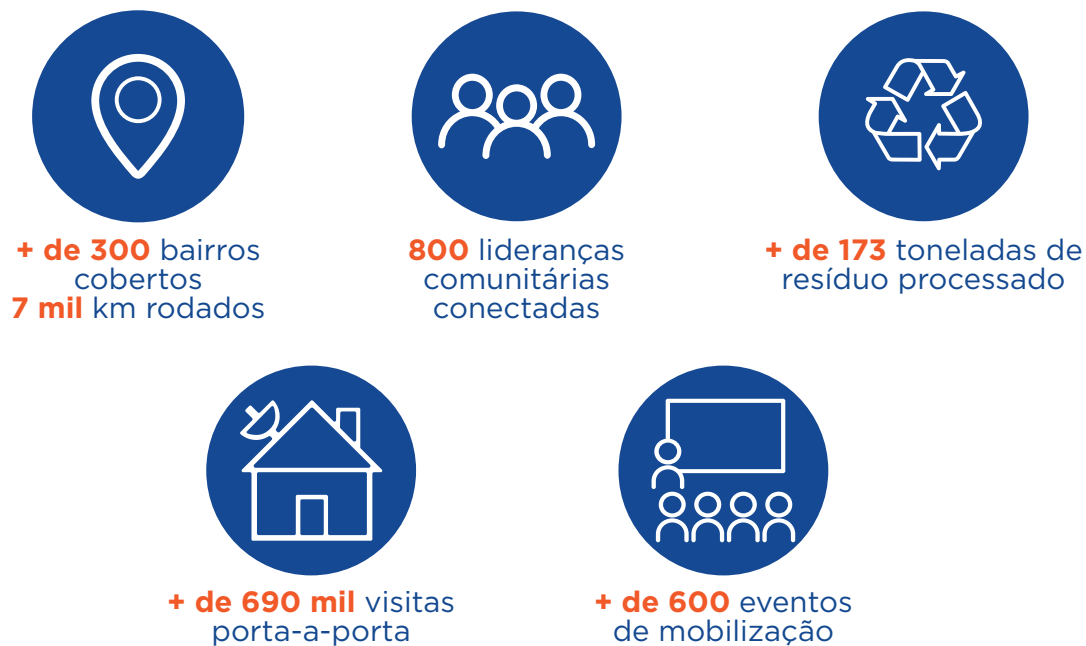 + de 300 bairros
cobertos
7 mil km rodados
800 lideranças
comunitárias
conectadas
+ de 173 toneladas de
resíduo processado
+ de 690 mil visitas
porta-a-porta
+ de 600 eventos
de mobilização